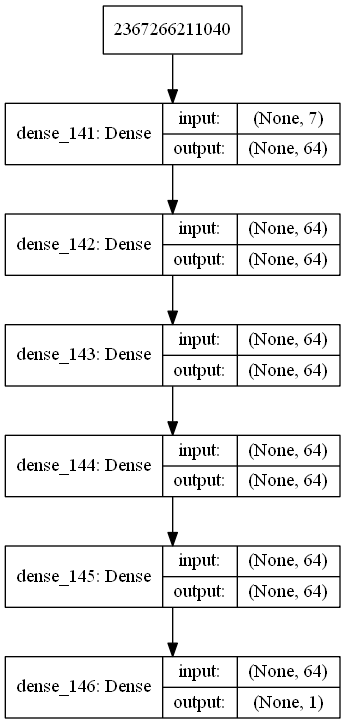 2367266211040
dense_141: Dense
input: (None, 7)
output: (None, 64)
dense_142: Dense
input: (None, 64)
output: (None, 64)
dense_143: Dense
input: (None, 64)
output: (None, 64)
dense_144: Dense
input: (None, 64)
output: (None, 64)
dense_145: Dense
input: (None, 64)
output: (None, 64)
dense_146: Dense
input: (None, 64)
output: (None, 1)